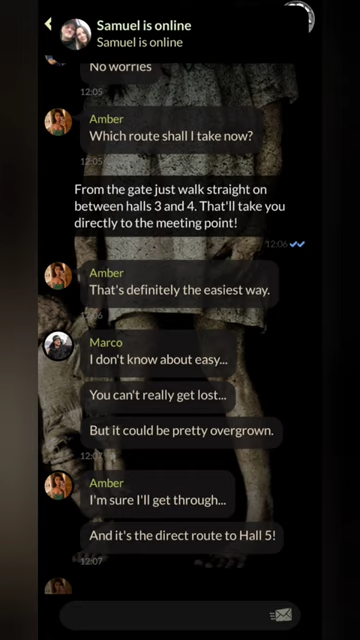 Samuel is online
Samuel is online
No worries
12:05
Amber
Which route shall I take now?
12:05
From the gate just walk straight on
between halls 3 and 4. That'll take you
directly to the meeting point!
12:06
Amber
That's definitely the easiest way.
12:06
Marco
I don't know about easy...
You can't really get lost...
But it could be pretty overgrown.
12:07
Amber
I'm sure I'll get through...
And it's the direct route to Hall 5!
12:07